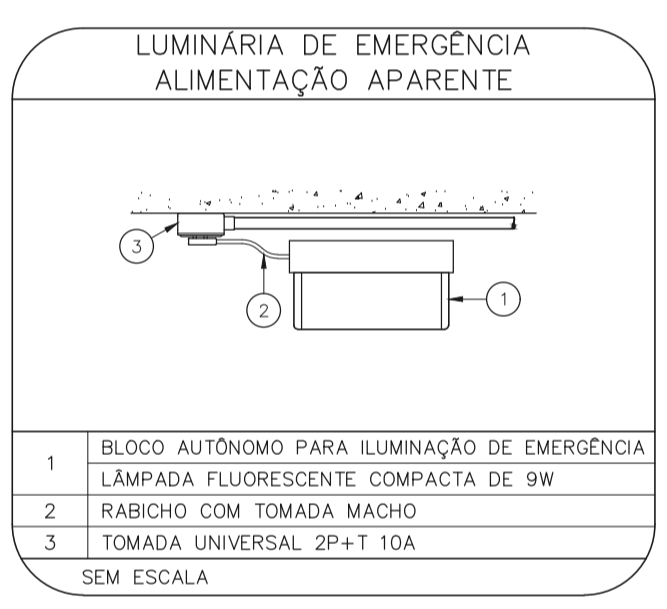 LUMINÁRIA DE EMERGÊNCIA
ALIMENTAÇÃO APARENTE
3
2
1
1
BLOCO AUTÔNOMO PARA ILUMINAÇÃO DE EMERGÊNCIA
LÂMPADA FLUORESCENTE COMPACTA DE 9W
2 RABICHO COM TOMADA MACHO
3 TOMADA UNIVERSAL 2P+T 10A
SEM ESCALA